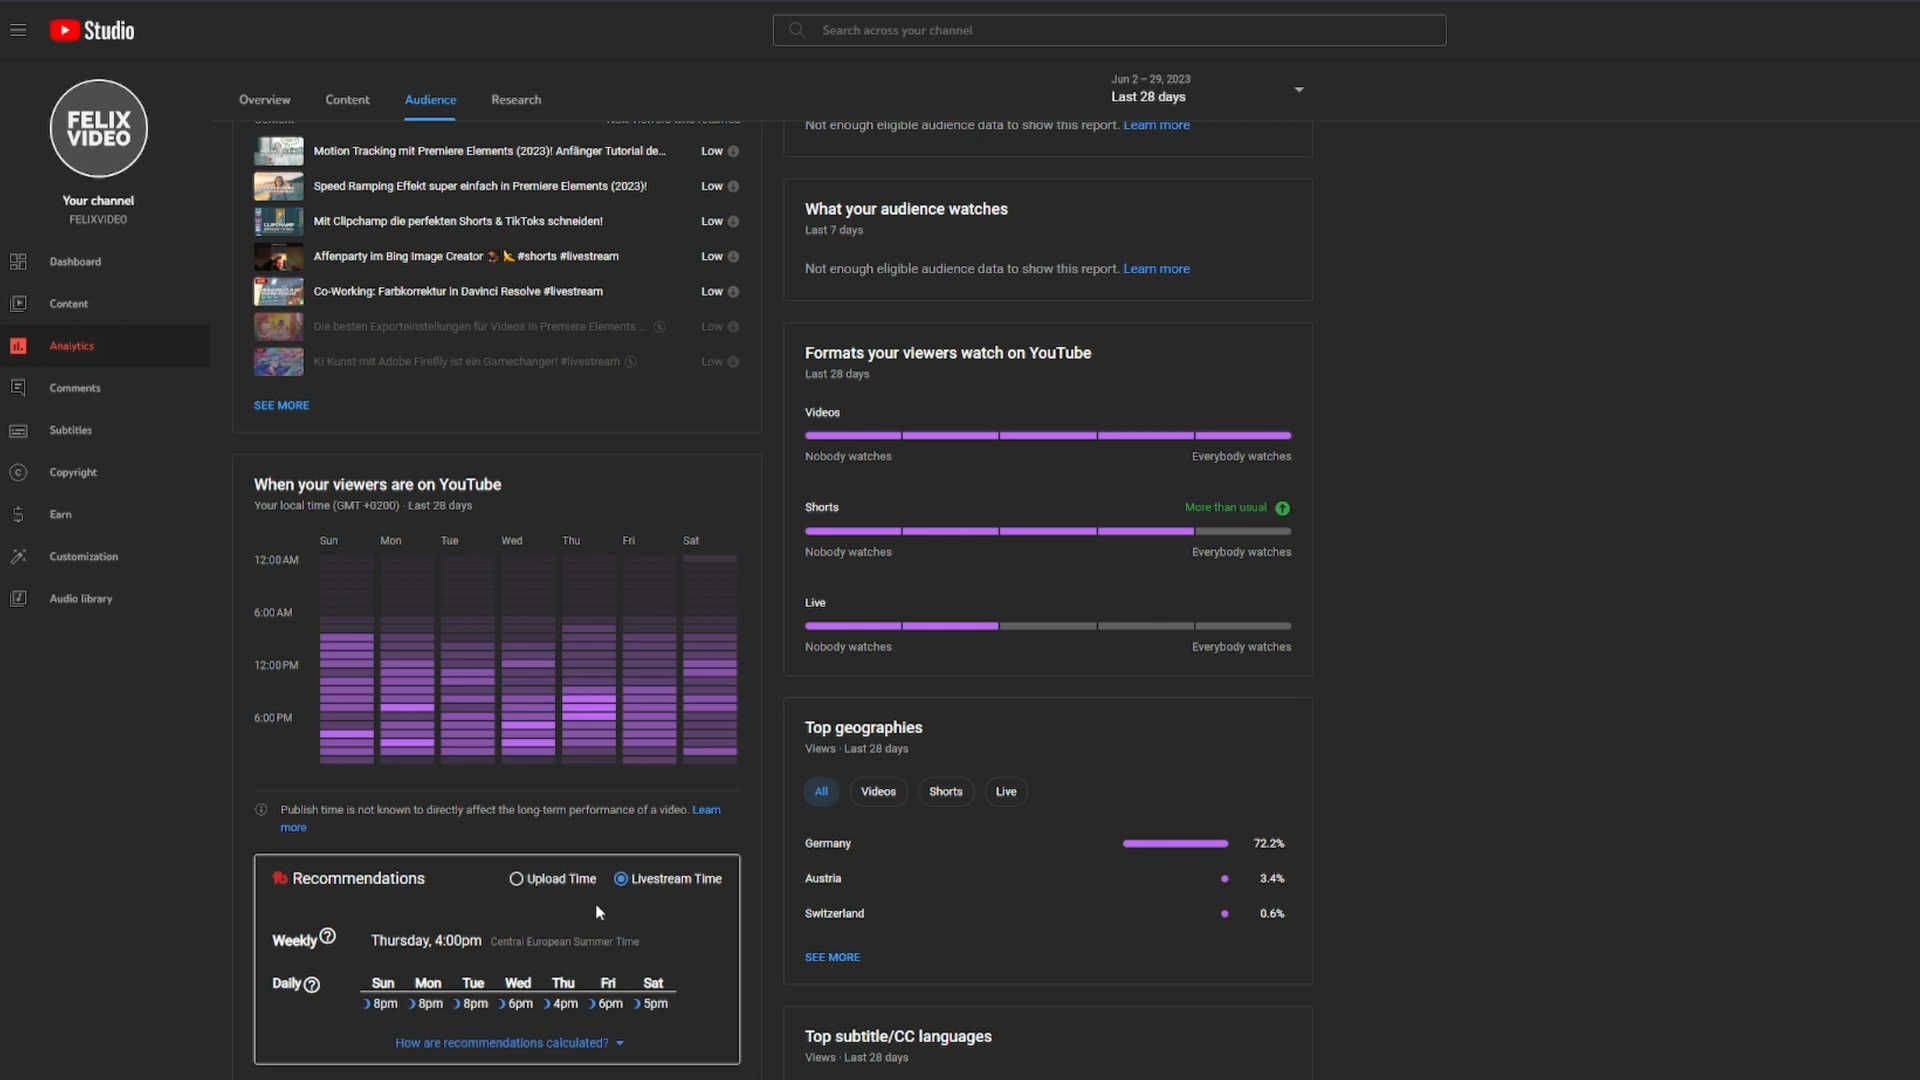 Studio
Search across your channel
FELIX
VIDEO
Your channel
FELIXVIDEO
Dashboard
Content
Analytics
Comments
Subtitles
Copyright
Earn
Customization
Audio library
Overview
Content
Audience
Research
Jun 2 – 29, 2023
Last 28 days
Motion Tracking mit Premiere Elements (2023)! Anfänger Tutorial de... Low
Speed Ramping Effekt super einfach in Premiere Elements (2023)! Low
Mit Clipchamp die perfekten Shorts & TikToks schneiden! Low
Affenparty im Bing Image Creator #shorts #livestream Low
Co-Working: Farbkorrektur in Davinci Resolve #livestream Low
Die besten Exporteinstellungen für Videos in Premiere Elements ... Low
Ki Kunst mit Adobe Fireflly ist ein Gamechanger! #livestream Low
SEE MORE
When your viewers are on YouTube
Your local time (GMT +0200) · Last 28 days
Sun Mon Tue Wed Thu Fri Sat
12:00 AM
6:00 AM
12:00 PM
6:00 PM
Publish time is not known to directly affect the long-term performance of a video. Learn
more
Recommendations Upload Time Livestream Time
Weekly Thursday, 4:00pm Central European Summer Time
Daily Sun Mon Tue Wed Thu Fri Sat
8pm 8pm 8pm 6pm 4pm 6pm 5pm
How are recommendations calculated?
Not enough eligible audience data to show this report. Learn more
What your audience watches
Last 7 days
Not enough eligible audience data to show this report. Learn more
Formats your viewers watch on YouTube
Last 28 days
Videos
Nobody watches Everybody watches
Shorts More than usual
Nobody watches Everybody watches
Live
Nobody watches Everybody watches
Top geographies
Views · Last 28 days
All Videos Shorts Live
Germany 72.2%
Austria 3.4%
Switzerland 0.6%
SEE MORE
Top subtitle/CC languages
Views · Last 28 days